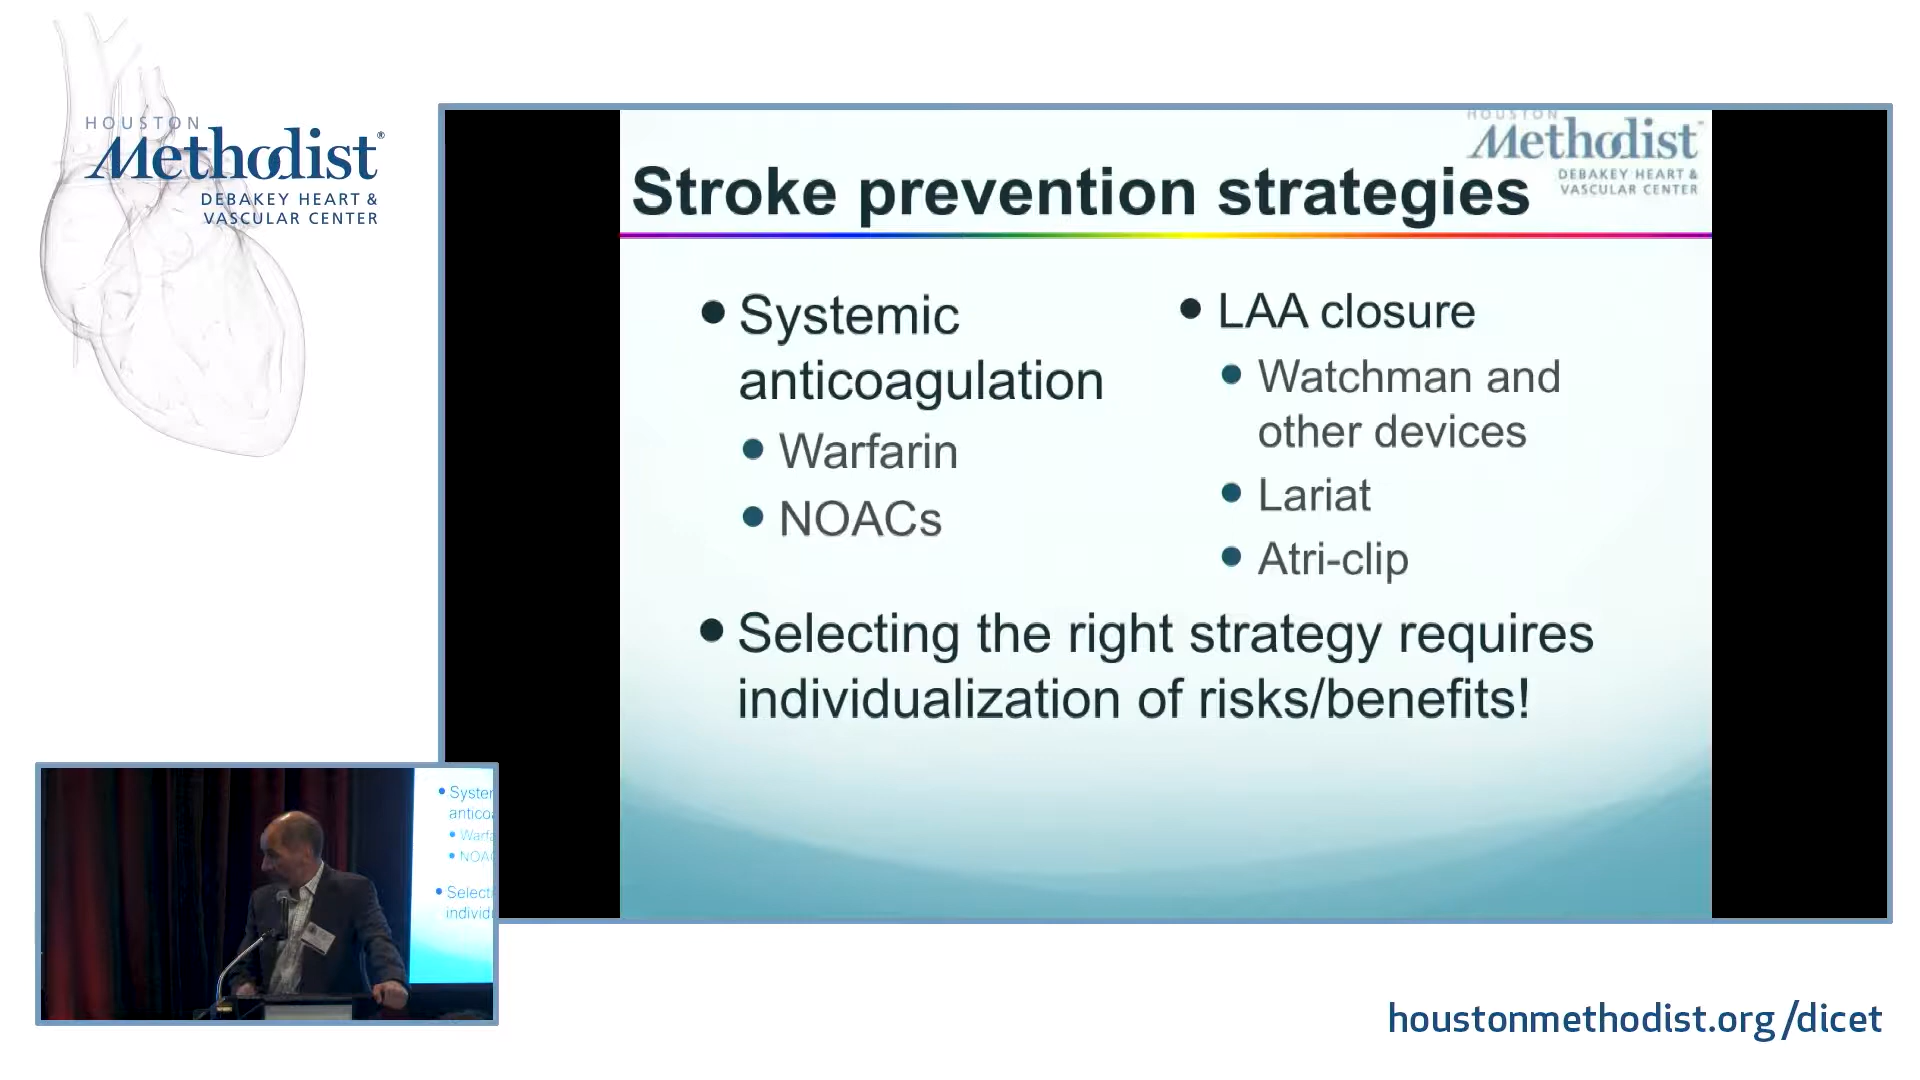 HOUSTON
Methodist®
DEBAKEY HEART &
VASCULAR CENTER
HOUSTON
Methodist
DEBAKEY HEART &
VASCULAR CENTER
Stroke prevention strategies
• Systemic
anticoagulation
• Warfarin
• NOACs
• LAA closure
• Watchman and
other devices
• Lariat
• Atri-clip
• Selecting the right strategy requires
individualization of risks/benefits!
houstonmethodist.org/dicet